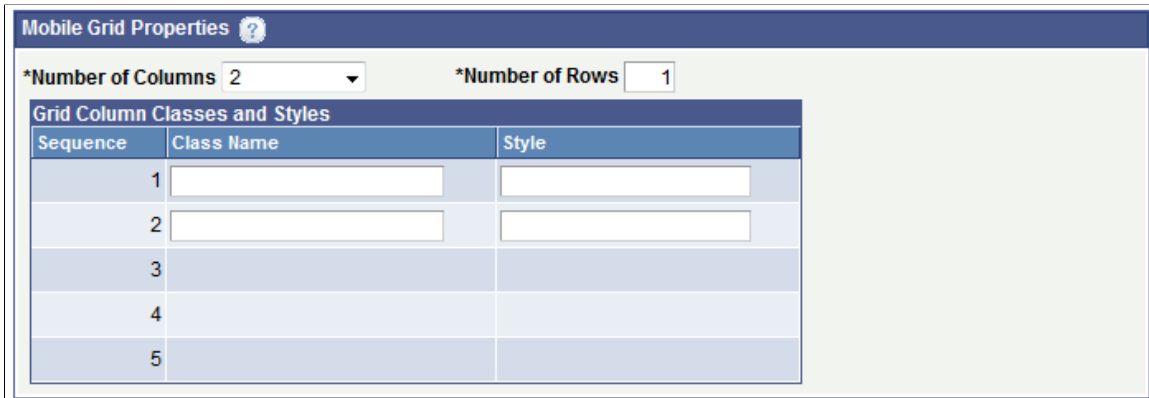 Mobile Grid Properties ?
*Number of Columns 2 *Number of Rows 1
Grid Column Classes and Styles
Sequence Class Name Style
1
2
3
4
5